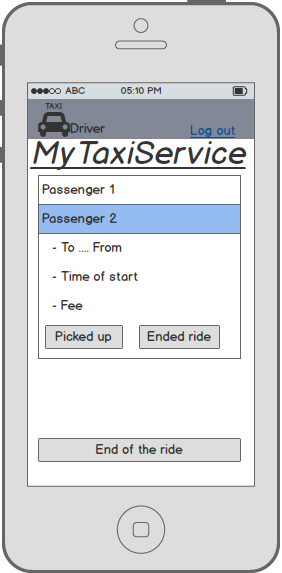 ABC 05:10 PM
TAXI
Driver
Log out
MyTaxiService
Passenger 1
Passenger 2
- To .... From
- Time of start
- Fee
Picked up Ended ride
End of the ride